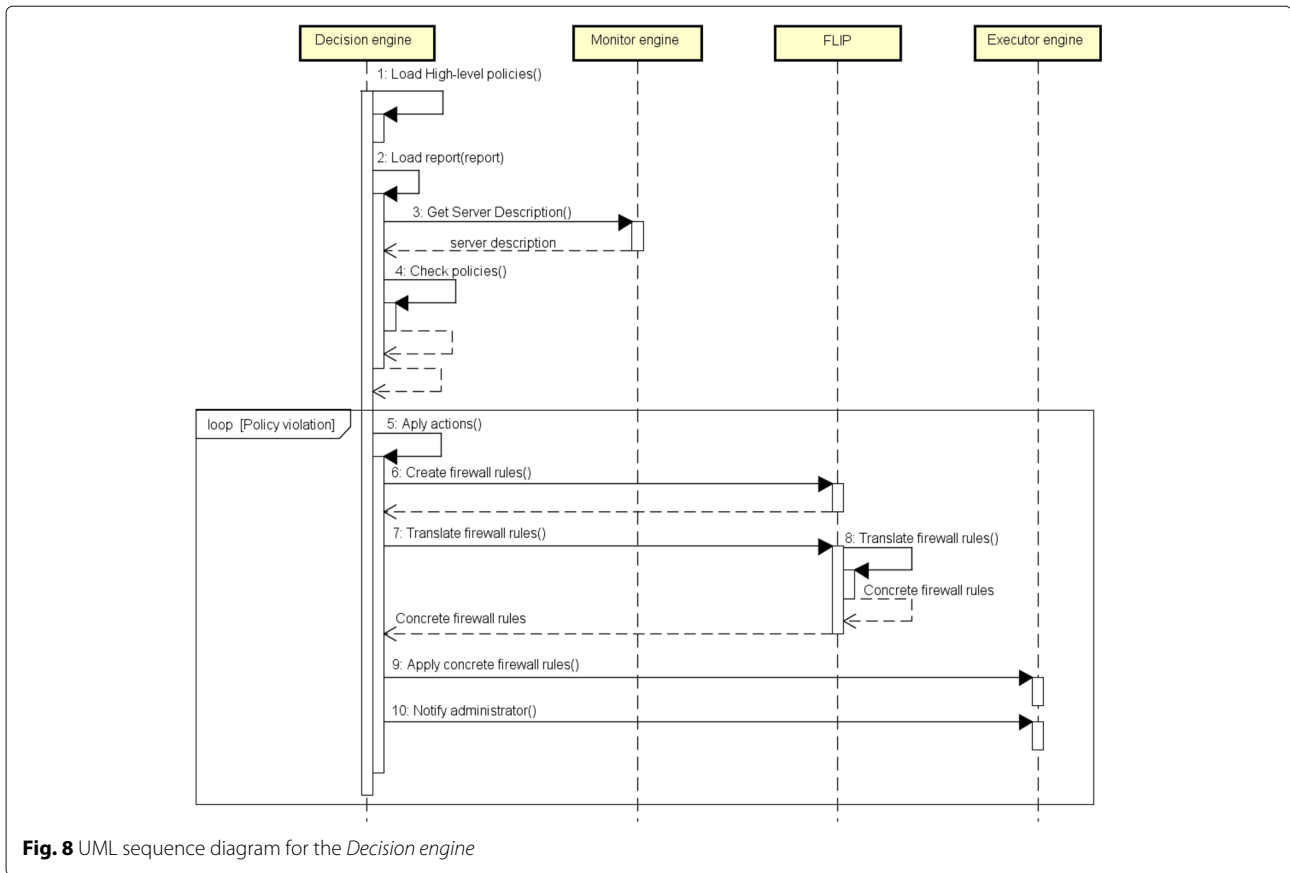 Decision engine
Monitor engine
FLIP
Executor engine
1: Load High-level policies()
2: Load report(report)
3: Get Server Description()
server description
4: Check policies()
loop [Policy violation]
5: Aply actions()
6: Create firewall rules()
7: Translate firewall rules()
8: Translate firewall rules()
Concrete firewall rules
Concrete firewall rules
9: Apply concrete firewall rules()
10: Notify administrator()
Fig. 8 UML sequence diagram for the Decision engine